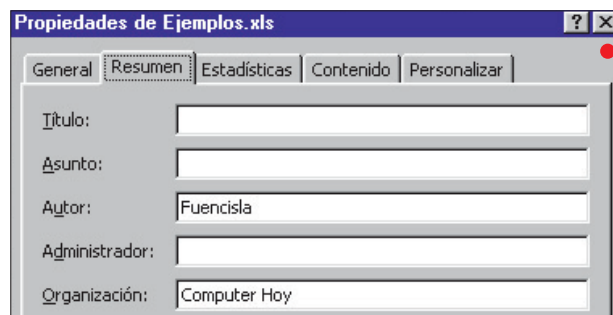 Propiedades de Ejemplos.xls
General Resumen Estadísticas Contenido Personalizar
Título:
Asunto:
Autor: Fuencisla
Administrador:
Organización: Computer Hoy